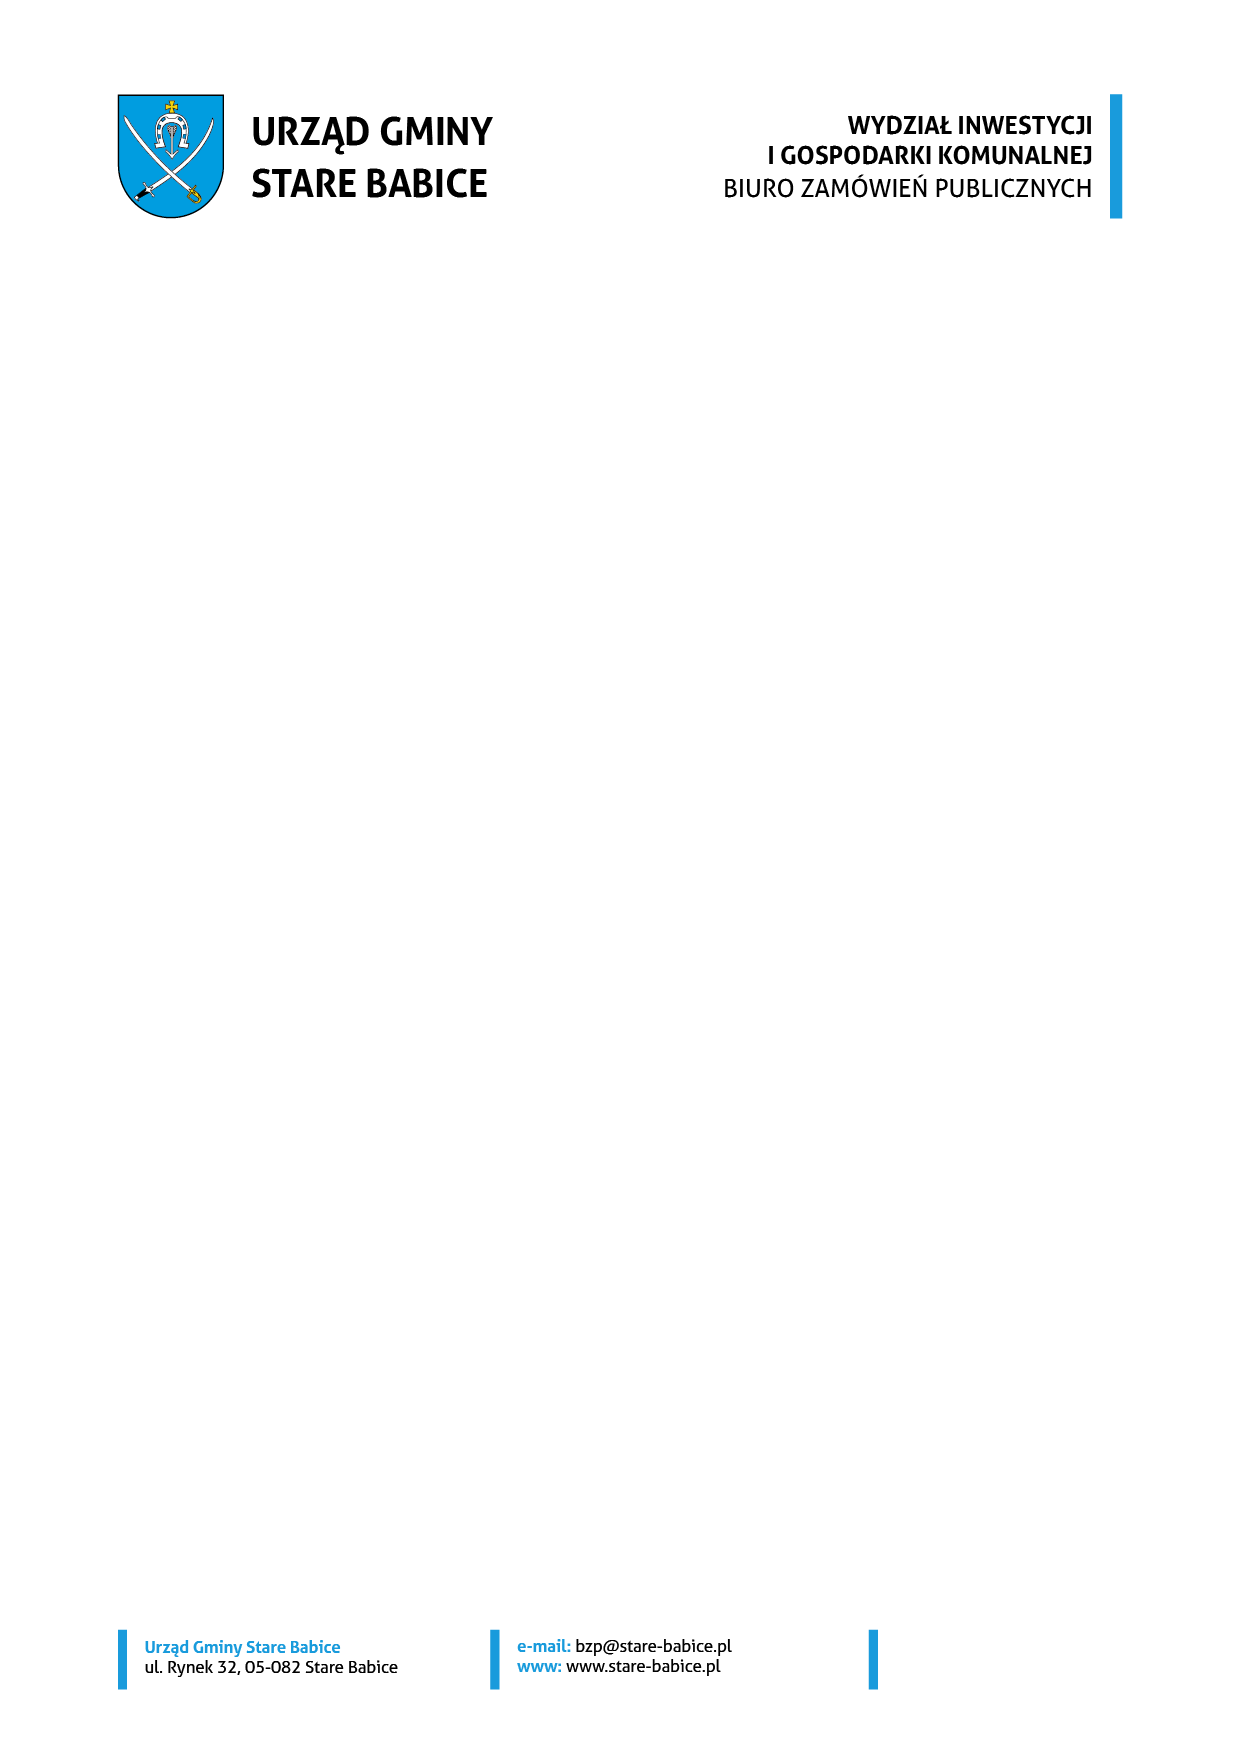 URZĄD GMINY
STARE BABICE
WYDZIAŁ INWESTYCJI
I GOSPODARKI KOMUNALNEJ
BIURO ZAMÓWIEŃ PUBLICZNYCH
Urząd Gminy Stare Babice
ul. Rynek 32, 05-082 Stare Babice
e-mail: bzp@stare-babice.pl
www: www.stare-babice.pl